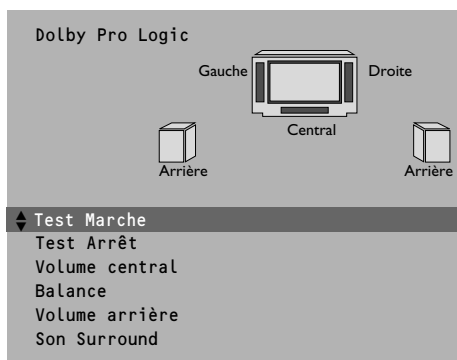 Dolby Pro Logic
Gauche Droite
Central
Arrière Arrière
Test Marche
Test Arrêt
Volume central
Balance
Volume arrière
Son Surround